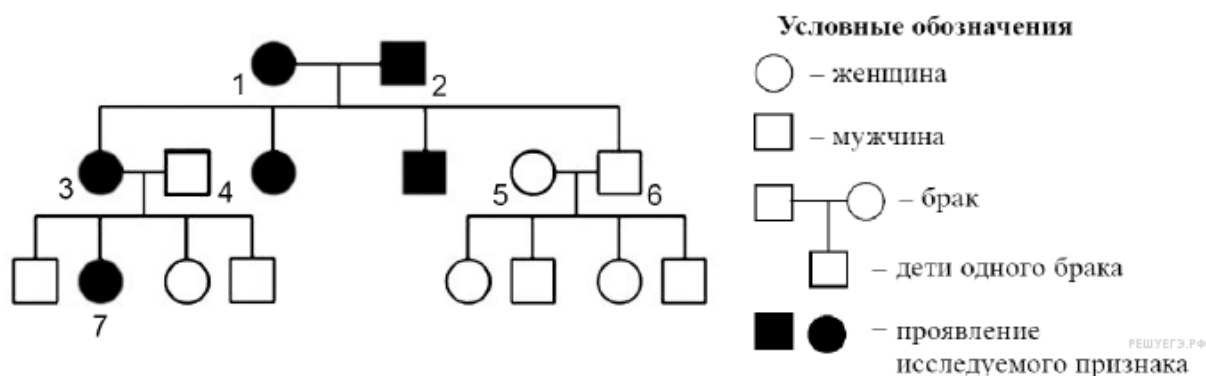 Условные обозначения
– женщина
– мужчина
– брак
– дети одного брака
– проявление
исследуемого признака
РЕШУЕГЭ.РФ
1
2
3
4
5
6
7